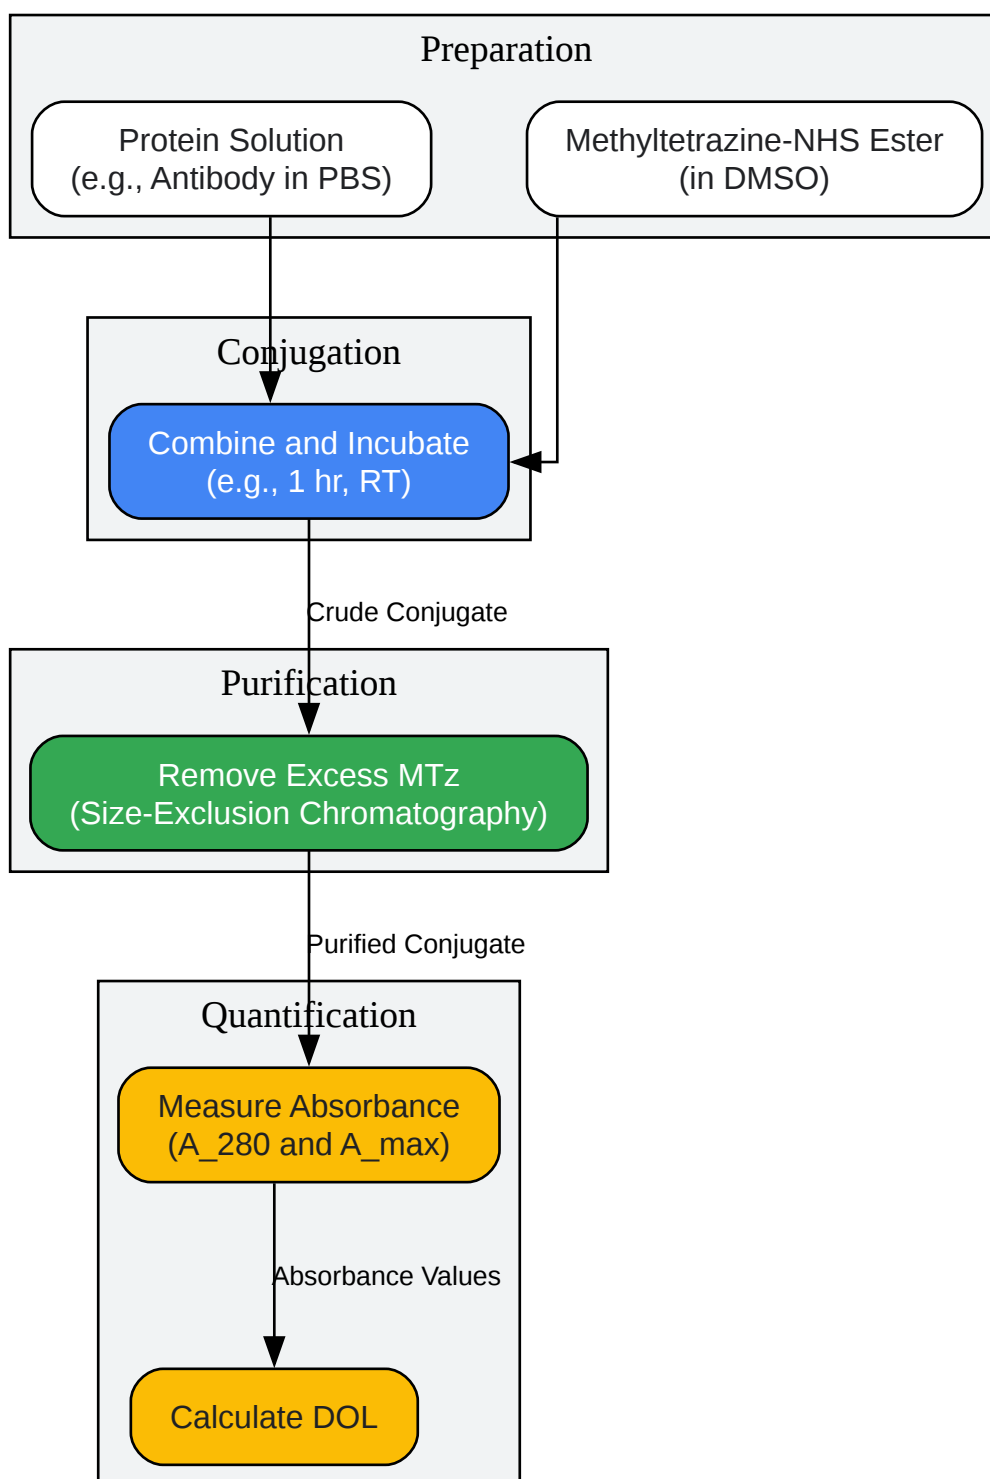 Preparation
Protein Solution
(e.g., Antibody in PBS)
Methyltetrazine-NHS Ester
(in DMSO)
Conjugation
Combine and Incubate
(e.g., 1 hr, RT)
Crude Conjugate
Purification
Remove Excess MTz
(Size-Exclusion Chromatography)
Purified Conjugate
Quantification
Measure Absorbance
(A_280 and A_max)
Absorbance Values
Calculate DOL